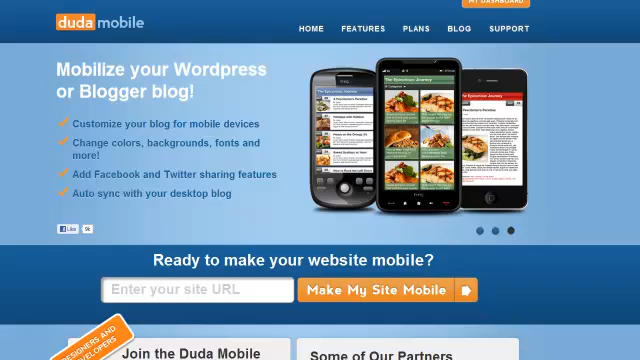 MY DASHBOARD
duda mobile
HOME FEATURES PLANS BLOG SUPPORT
Mobilize your Wordpress
or Blogger blog!
Customize your blog for mobile devices
Change colors, backgrounds, fonts and
more!
Add Facebook and Twitter sharing features
Auto sync with your desktop blog
The Epicurious Journey
hTC
Like 9k
Ready to make your website mobile?
Enter your site URL
Make My Site Mobile
DESIGNERS AND
DEVELOPERS
Join the Duda Mobile
Some of Our Partners